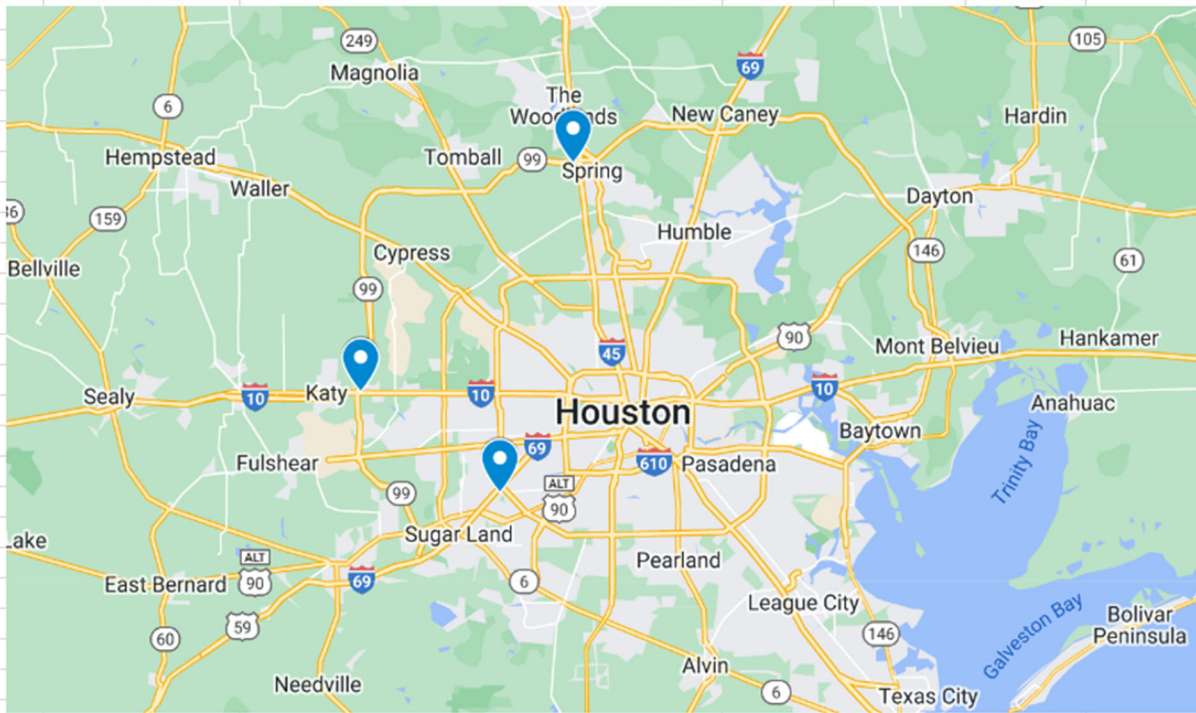 249
105
Magnolia
69
The
Woodlands
6
New Caney
Hardin
Hempstead
Tomball
99
Spring
Waller
Dayton
159
36
Humble
Cypress
146
61
Bellville
99
90
45
Mont Belvieu
Hankamer
Sealy
10
Katy
10
Houston
10
Anahuac
Baytown
69
Fulshear
610
Pasadena
Trinity Bay
ALT
90
99
Sugar Land
Lake
ALT
90
East Bernard
69
6
Pearland
League City
59
60
146
Galveston Bay
Bolivar
Peninsula
Alvin
Needville
6
Texas City